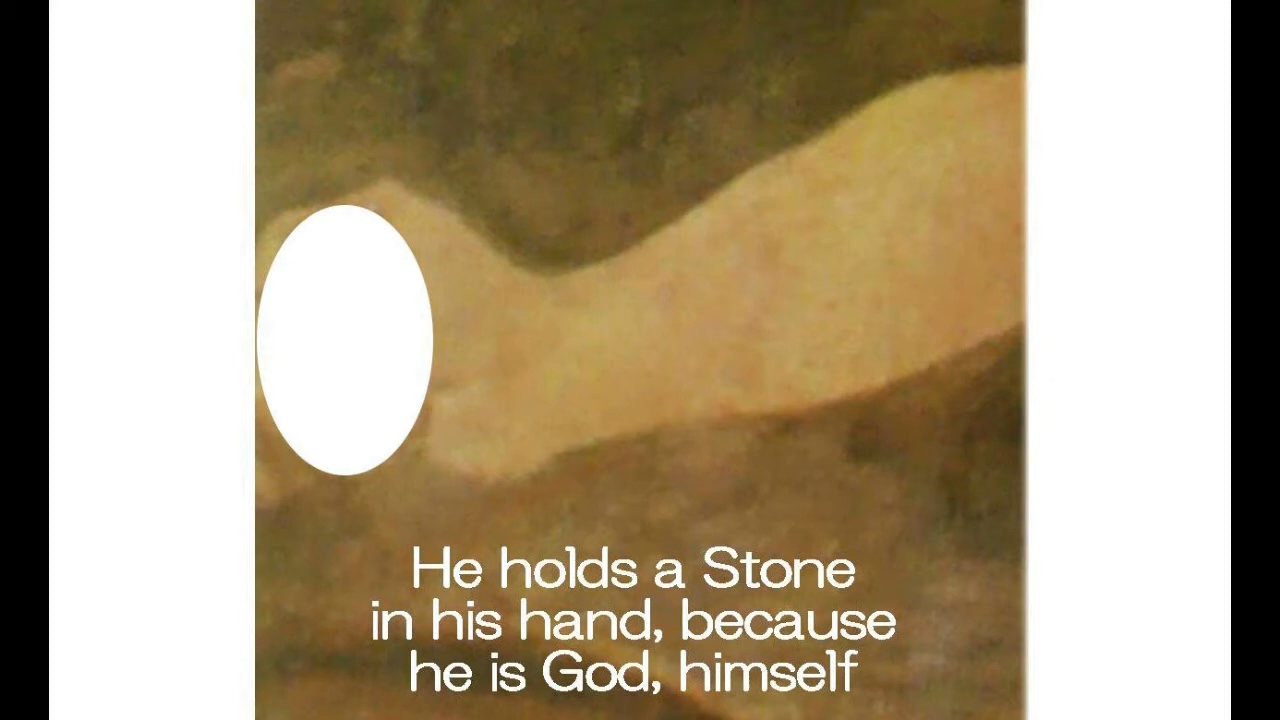 He holds a Stone
in his hand, because
he is God, himself